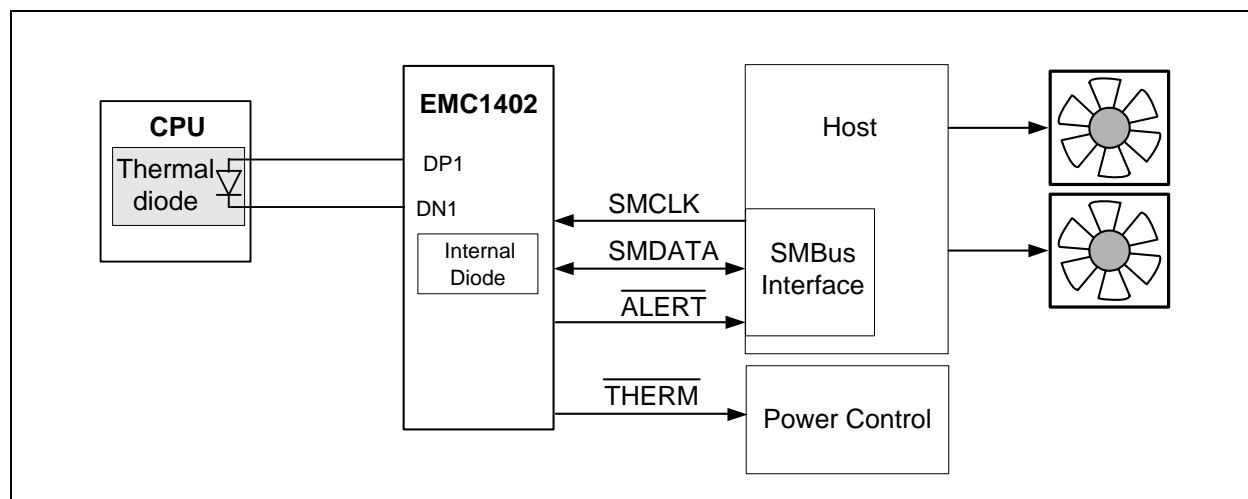 CPU
Thermal
diode
EMC1402
DP1
DN1
Internal
Diode
SMCLK
SMDATA
ALERT
THERM
Host
SMBus
Interface
Power Control